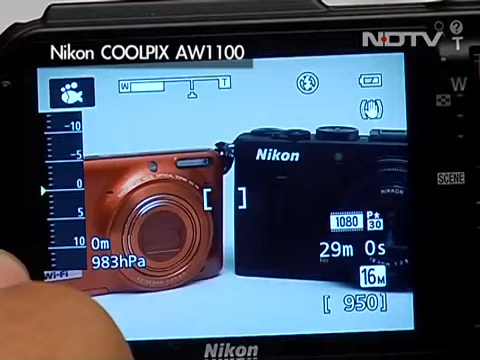 NDTV
T
Nikon COOLPIX AW1100
W T
W
-10
-5
0
5
10
Nikon
SCENE
NIKKOR
1080 P★ 30
0m
29m 0s
983hPa
Wi-Fi
16M
[ 950]
Nikon